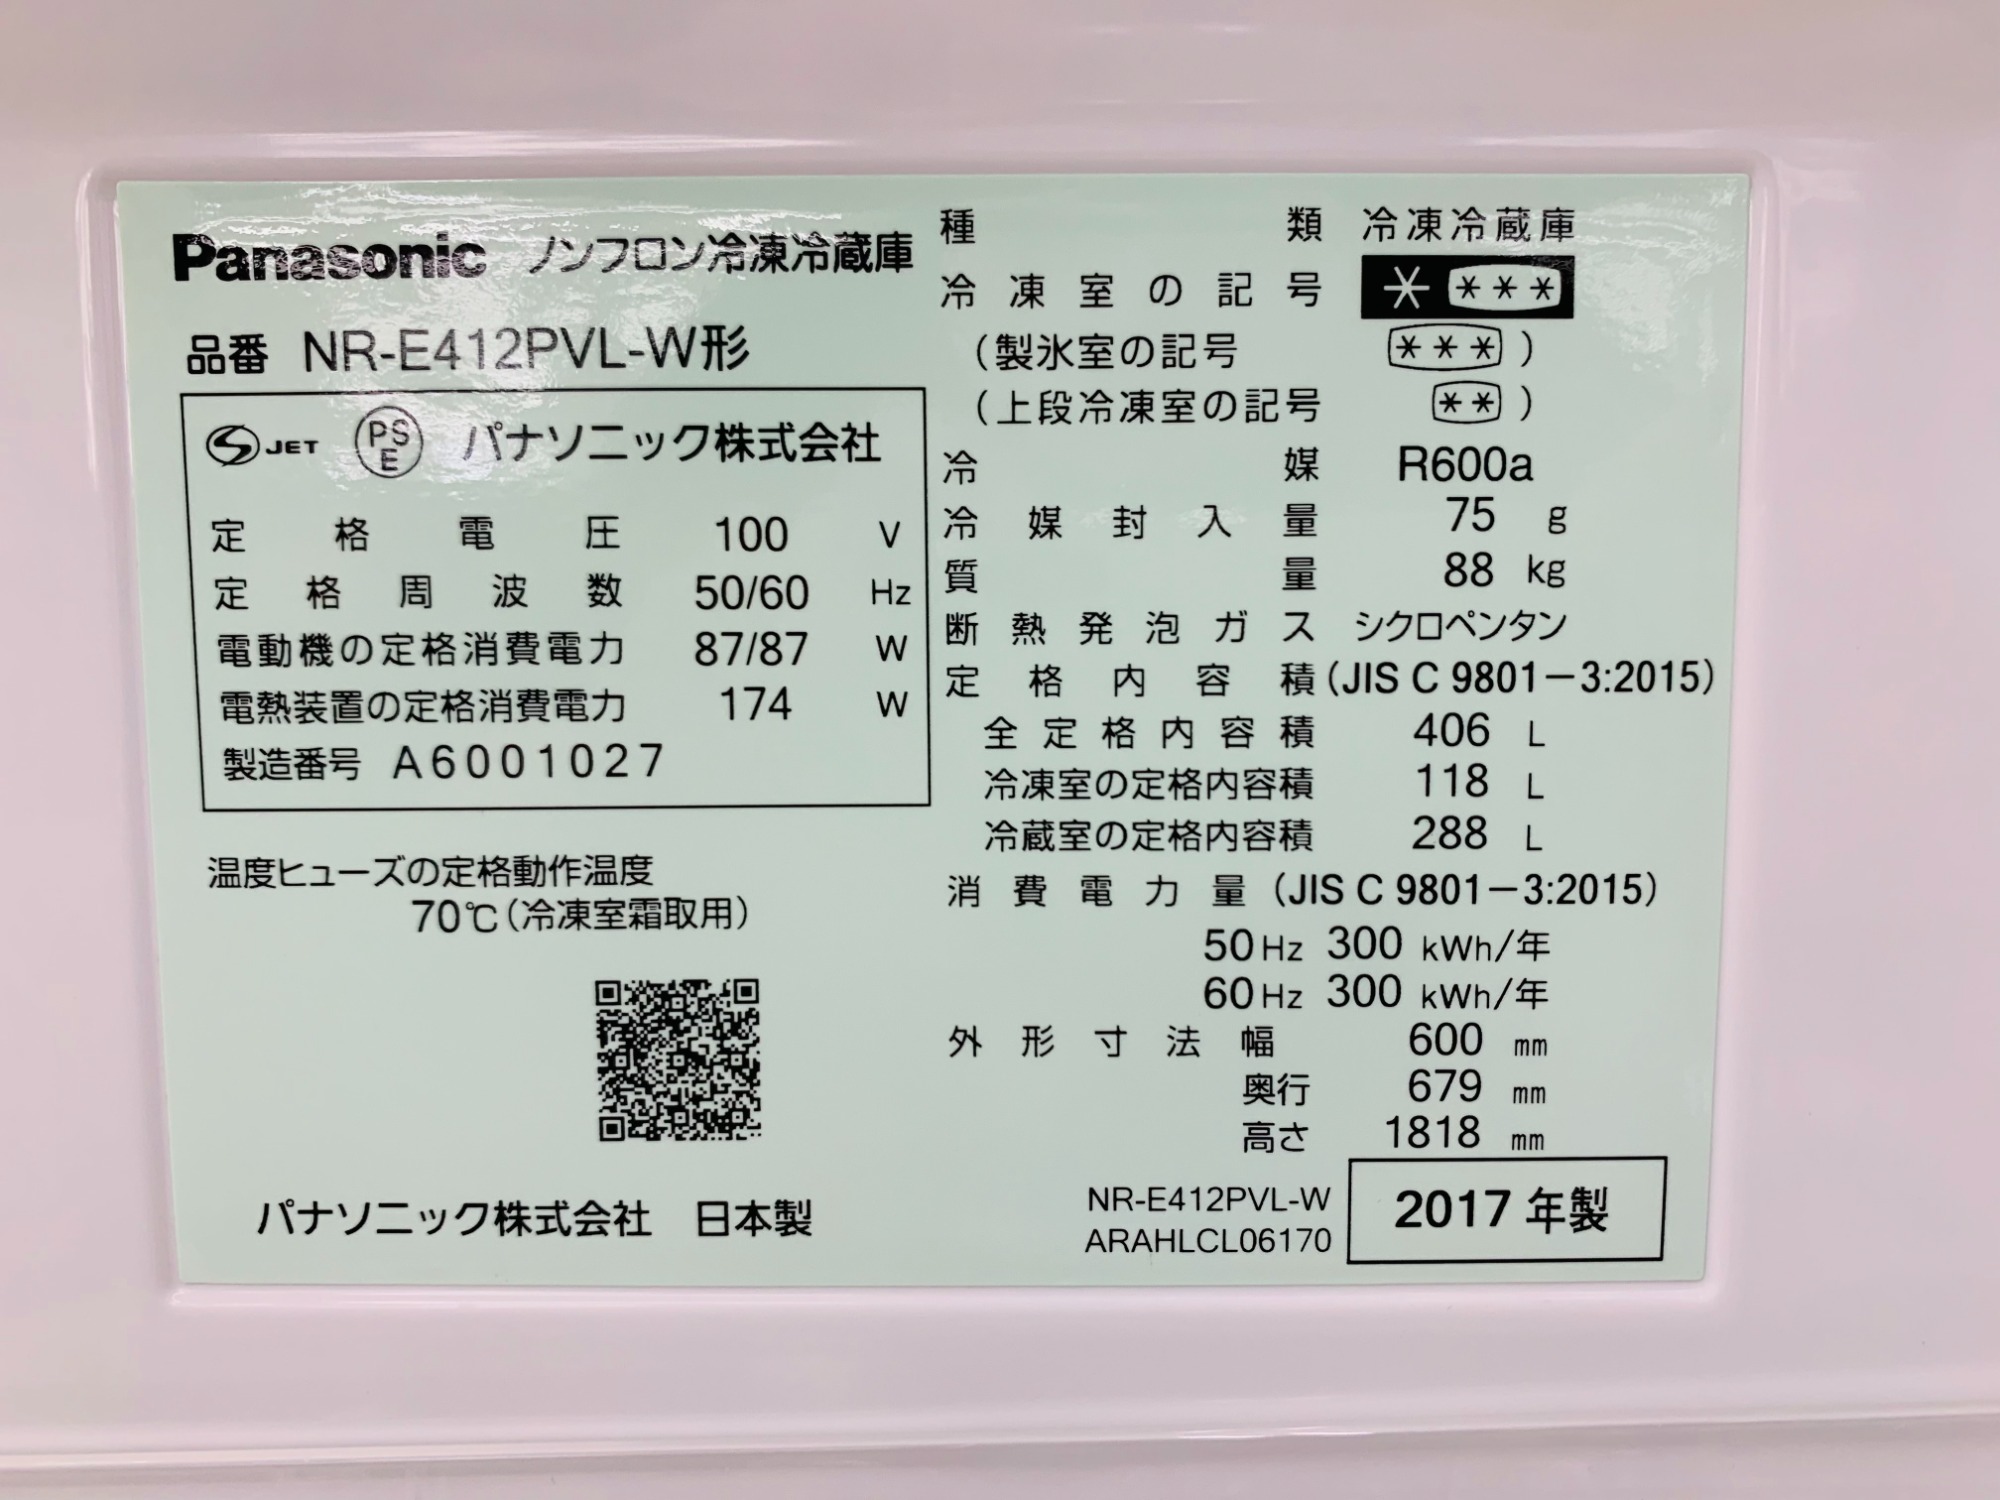 Panasonic ノンフロン冷凍冷蔵庫
品番 NR-E412PVL-W形
S JET PSE パナソニック株式会社
定格電圧 100 V
定格周波数 50/60 Hz
電動機の定格消費電力 87/87 W
電熱装置の定格消費電力 174 W
製造番号 A6001027
温度ヒューズの定格動作温度
70℃(冷凍室霜取用)
パナソニック株式会社 日本製
種類 冷凍冷蔵庫
冷凍室の記号 * ***
(製氷室の記号 ***)
(上段冷凍室の記号 **)
冷媒 R600a
冷媒封入量 75 g
質量 88 kg
断熱発泡ガス シクロペンタン
定格内容積(JIS C 9801-3:2015)
全定格内容積 406 L
冷凍室の定格内容積 118 L
冷蔵室の定格内容積 288 L
消費電力量(JIS C 9801-3:2015)
50Hz 300 kWh/年
60Hz 300 kWh/年
外形寸法幅 600 mm
奥行 679 mm
高さ 1818 mm
NR-E412PVL-W
ARAHLCL06170
2017年製